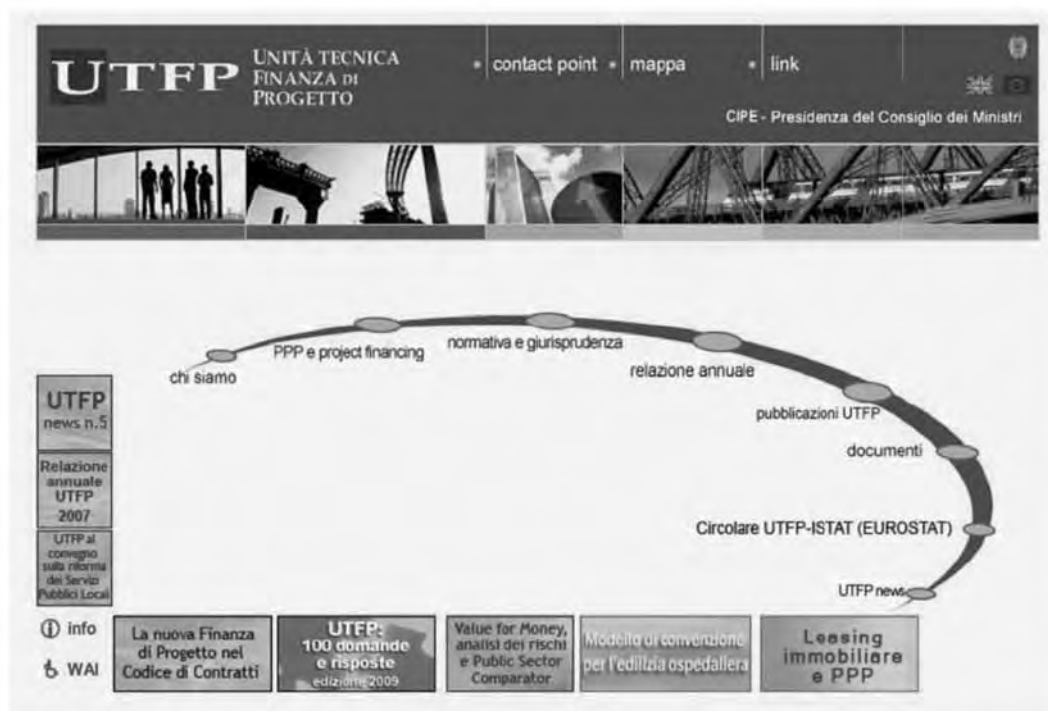 UTFP
UNITÀ TECNICA
FINANZA DI
PROGETTO
contact point
mappa
link
CIPE - Presidenza del Consiglio dei Ministri
chi siamo
PPP e project financing
normativa e giurisprudenza
relazione annuale
pubblicazioni UTFP
documenti
Circolare UTFP-ISTAT (EUROSTAT)
UTFP news
UTFP
news n.5
Relazione
annuale
UTFP
2007
UTFP al
convegno
sulla riforma
dei Servizi
Pubblici Locali
info
WAI
La nuova Finanza
di Progetto nel
Codice di Contratti
UTFP:
100 domande
e risposte
edizione 2009
Value for Money,
analisi dei rischi
e Public Sector
Comparator
Modello di convenzione
per l'edilizia ospedaliera
Leasing
immobiliare
e PPP